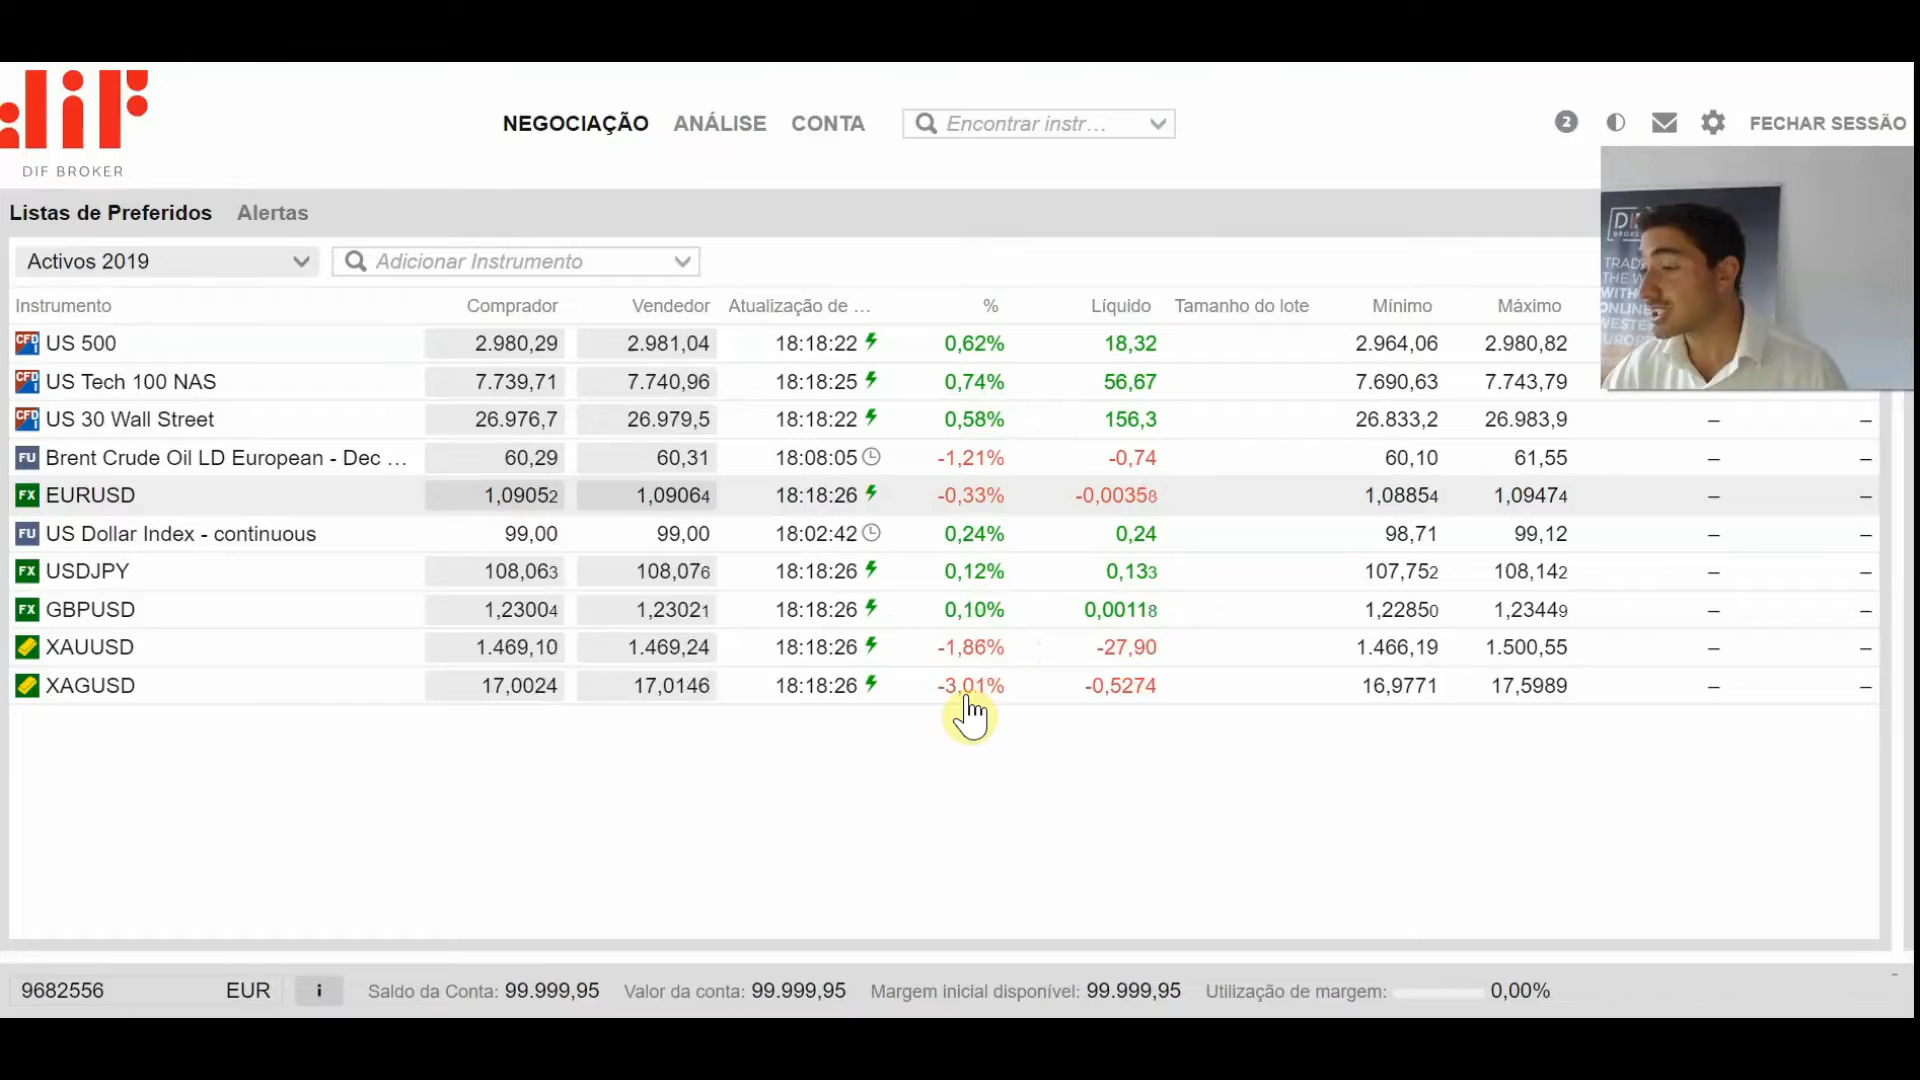 dif
DIF BROKER
NEGOCIAÇÃO ANÁLISE CONTA Encontrar instr… 2 FECHAR SESSÃO
Listas de Preferidos Alertas
Activos 2019 Adicionar Instrumento
Instrumento Comprador Vendedor Atualização de … % Líquido Tamanho do lote Mínimo Máximo
CFD US 500 2.980,29 2.981,04 18:18:22 0,62% 18,32 2.964,06 2.980,82
CFD US Tech 100 NAS 7.739,71 7.740,96 18:18:25 0,74% 56,67 7.690,63 7.743,79
CFD US 30 Wall Street 26.976,7 26.979,5 18:18:22 0,58% 156,3 26.833,2 26.983,9 – –
FU Brent Crude Oil LD European - Dec … 60,29 60,31 18:08:05 -1,21% -0,74 60,10 61,55 – –
FX EURUSD 1,09052 1,09064 18:18:26 -0,33% -0,00358 1,08854 1,09474 – –
FU US Dollar Index - continuous 99,00 99,00 18:02:42 0,24% 0,24 98,71 99,12 – –
FX USDJPY 108,063 108,076 18:18:26 0,12% 0,133 107,752 108,142 – –
FX GBPUSD 1,23004 1,23021 18:18:26 0,10% 0,00118 1,22850 1,23449 – –
XAUUSD 1.469,10 1.469,24 18:18:26 -1,86% -27,90 1.466,19 1.500,55 – –
XAGUSD 17,0024 17,0146 18:18:26 -3,01% -0,5274 16,9771 17,5989 – –
9682556 EUR i Saldo da Conta: 99.999,95 Valor da conta: 99.999,95 Margem inicial disponível: 99.999,95 Utilização de margem: 0,00%